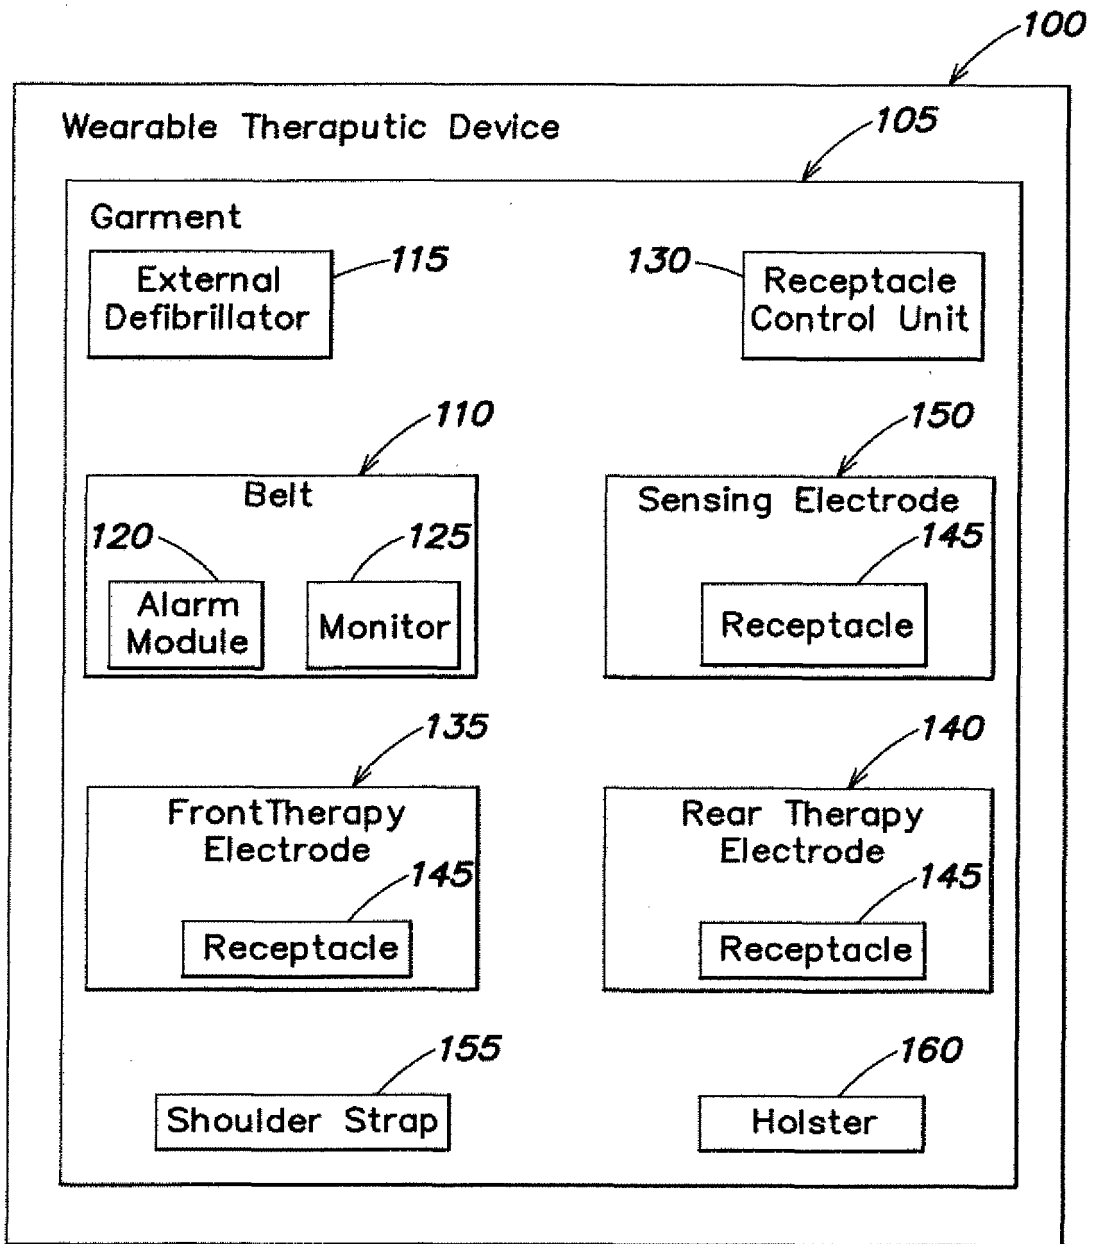 100
Wearable Theraputic Device
105
Garment
External
Defibrillator
115
130
Receptacle
Control Unit
110
Belt
120
125
Alarm
Module
Monitor
150
Sensing Electrode
145
Receptacle
135
FrontTherapy
Electrode
145
Receptacle
140
Rear Therapy
Electrode
145
Receptacle
155
Shoulder Strap
160
Holster